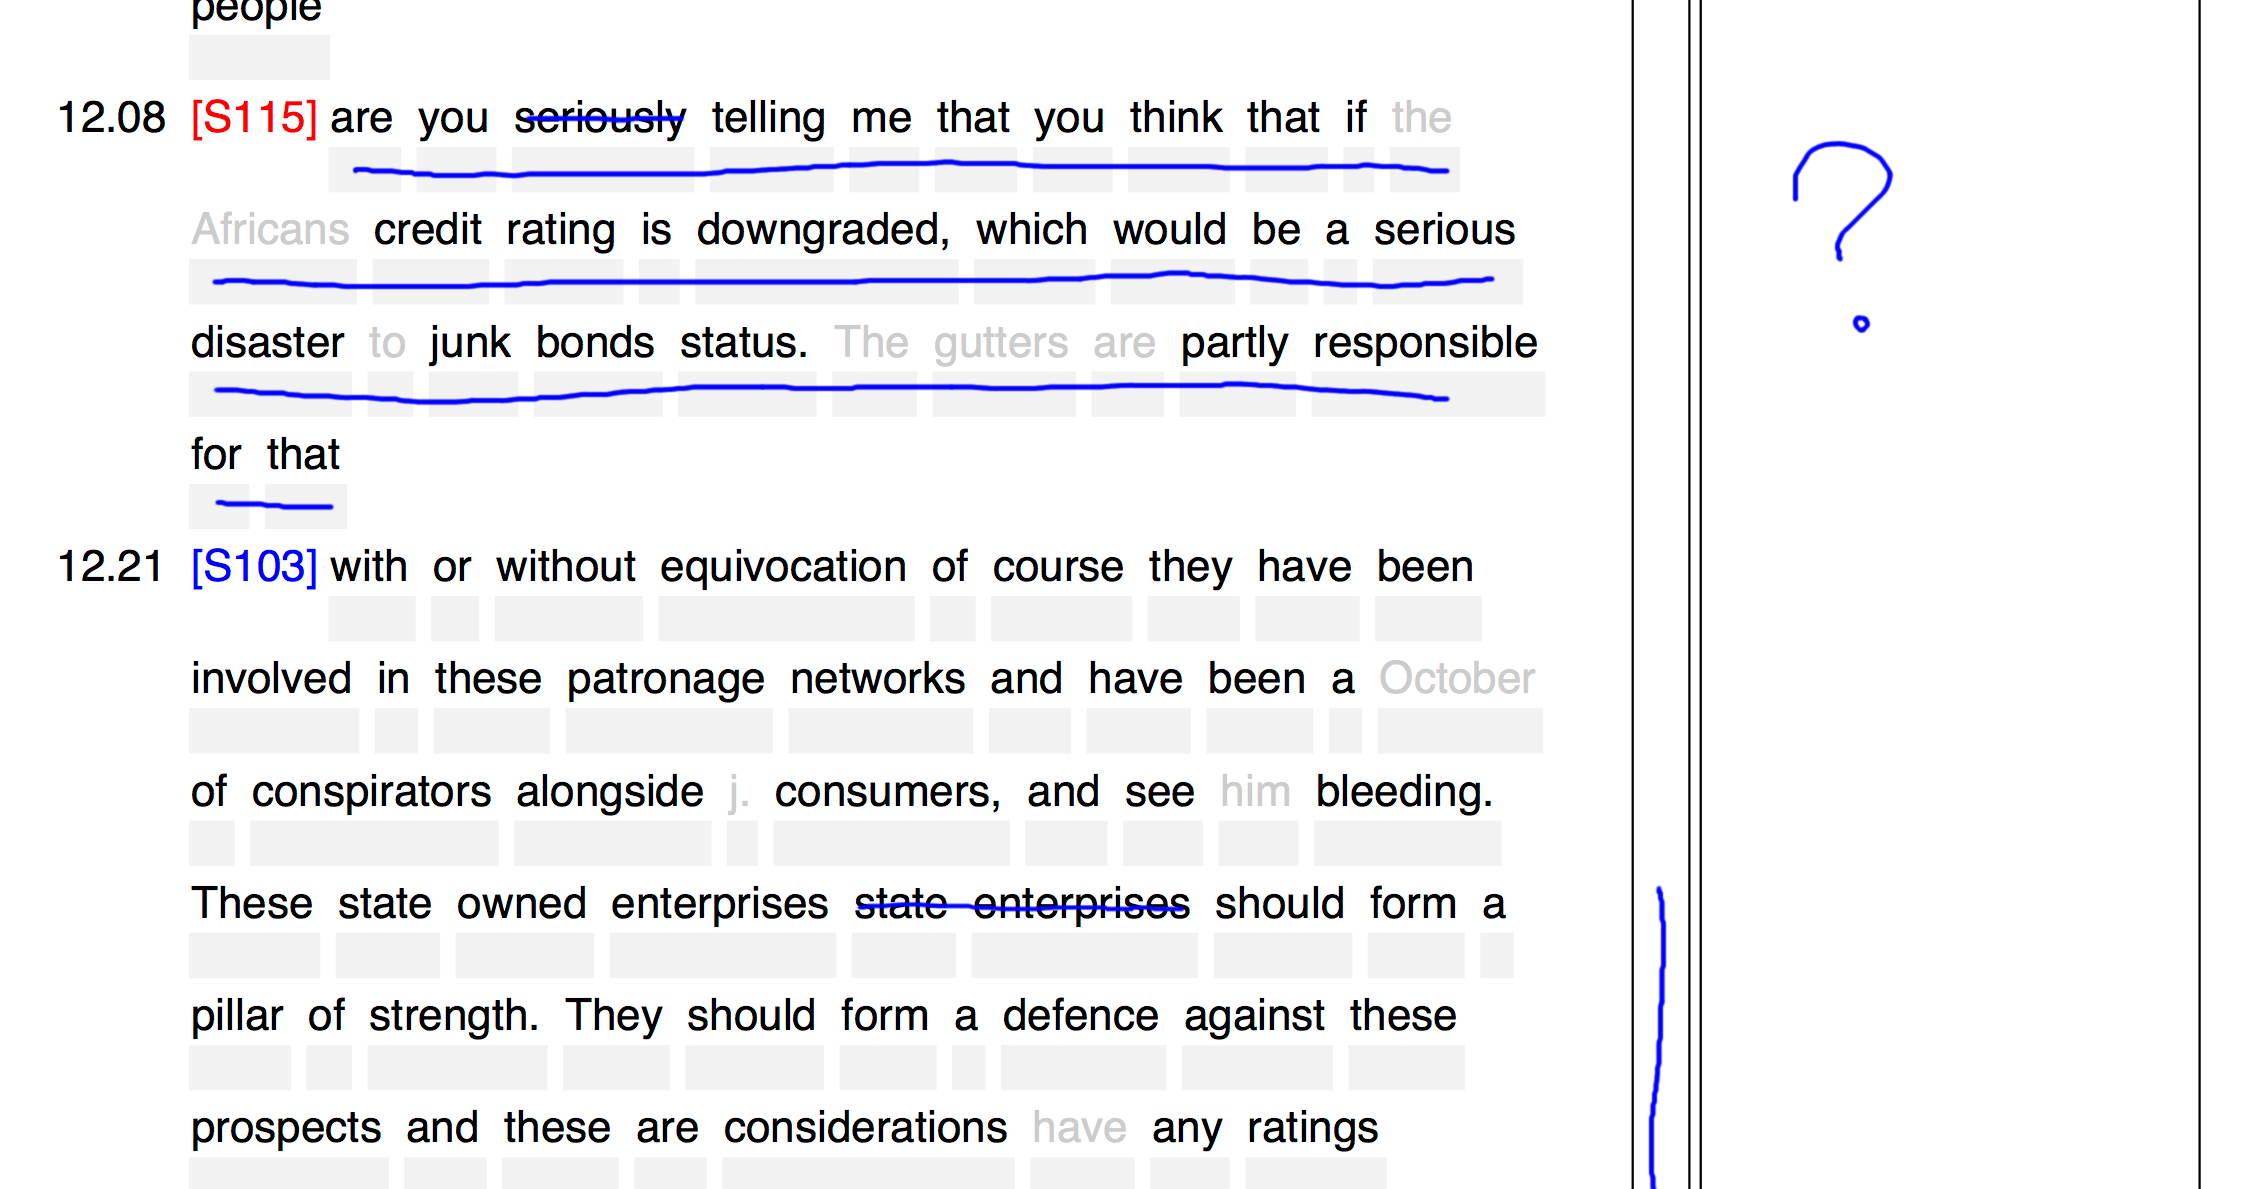 people
12.08 [S115] are you seriously telling me that you think that if the
Africans credit rating is downgraded, which would be a serious
disaster to junk bonds status. The gutters are partly responsible
for that
12.21 [S103] with or without equivocation of course they have been
involved in these patronage networks and have been a October
of conspirators alongside j. consumers, and see him bleeding.
These state owned enterprises state enterprises should form a
pillar of strength. They should form a defence against these
prospects and these are considerations have any ratings
?